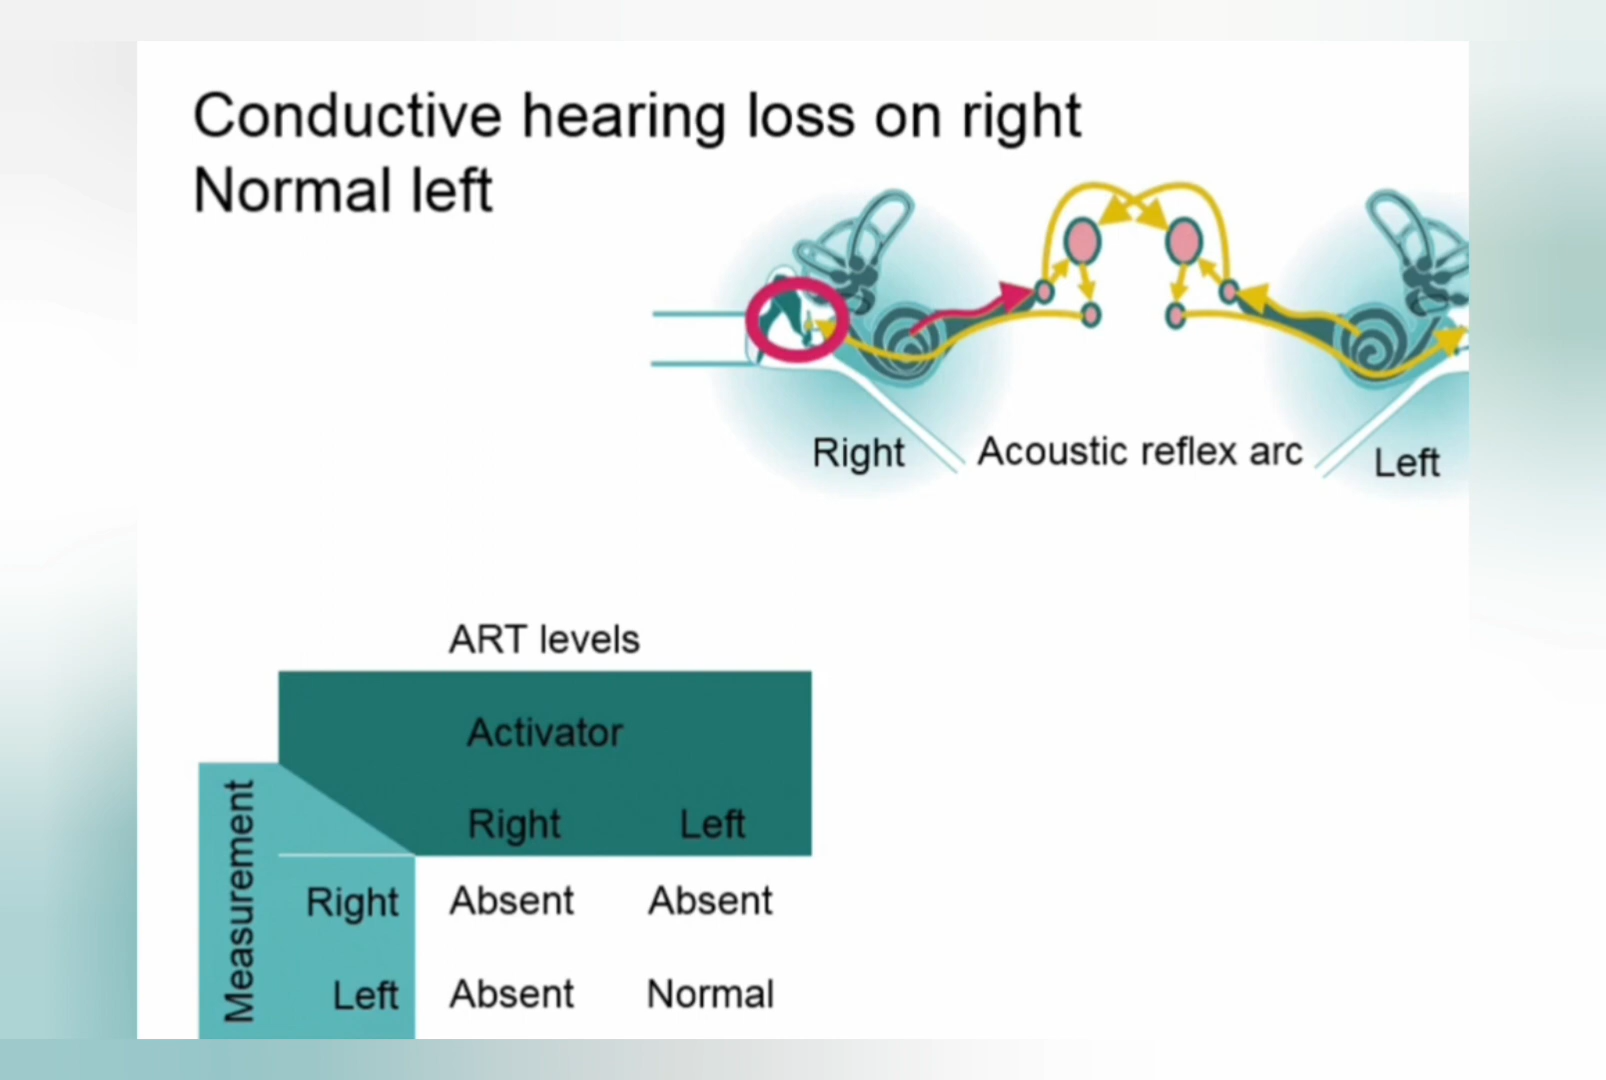 Conductive hearing loss on right
Normal left
Right
Acoustic reflex arc
Left
ART levels
Activator
Right Left
Measurement
Right Absent Absent
Left Absent Normal